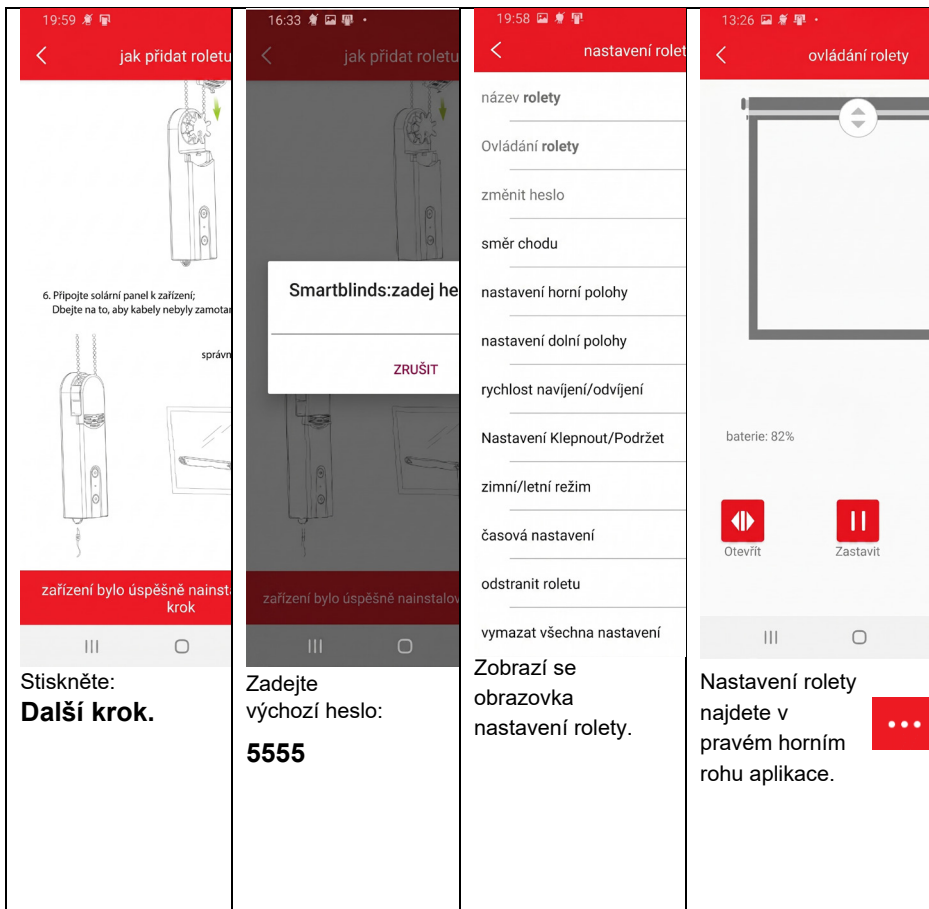 19:59
jak přidat roletu
6. Připojte solární panel k zařízení;
Dbejte na to, aby kabely nebyly zamotar
správn
zařízení bylo úspěšně nainst
krok
Stiskněte:
Další krok.
16:33
jak přidat roletu
Smartblinds:zadej he
ZRUŠIT
zařízení bylo úspěšně nainstalov
Zadejte
výchozí heslo:
5555
19:58
nastavení rolet
název rolety
Ovládání rolety
změnit heslo
směr chodu
nastavení horní polohy
nastavení dolní polohy
rychlost navíjení/odvíjení
Nastavení Klepnout/Podržet
zimní/letní režim
časová nastavení
odstranit roletu
vymazat všechna nastavení
Zobrazí se
obrazovka
nastavení rolety.
13:26
ovládání rolety
baterie: 82%
Otevřít
Zastavit
Nastavení rolety
najdete v
pravém horním
rohu aplikace.